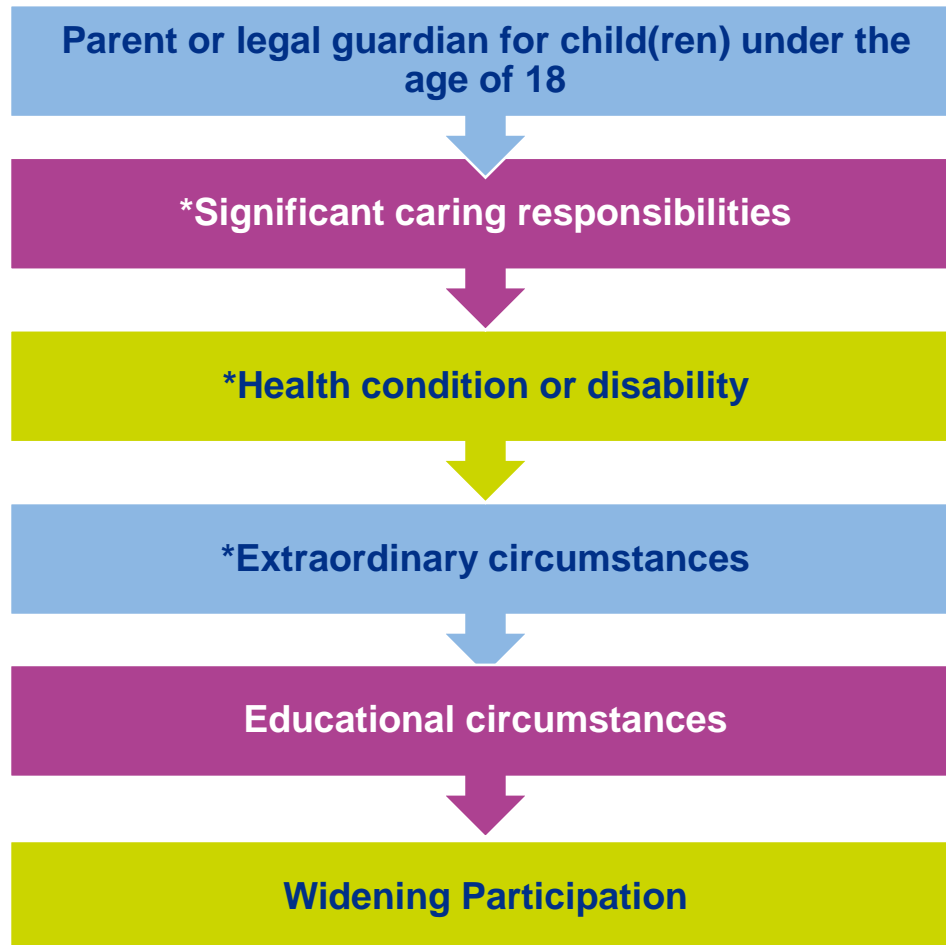 Parent or legal guardian for child(ren) under the
age of 18
*Significant caring responsibilities
*Health condition or disability
*Extraordinary circumstances
Educational circumstances
Widening Participation